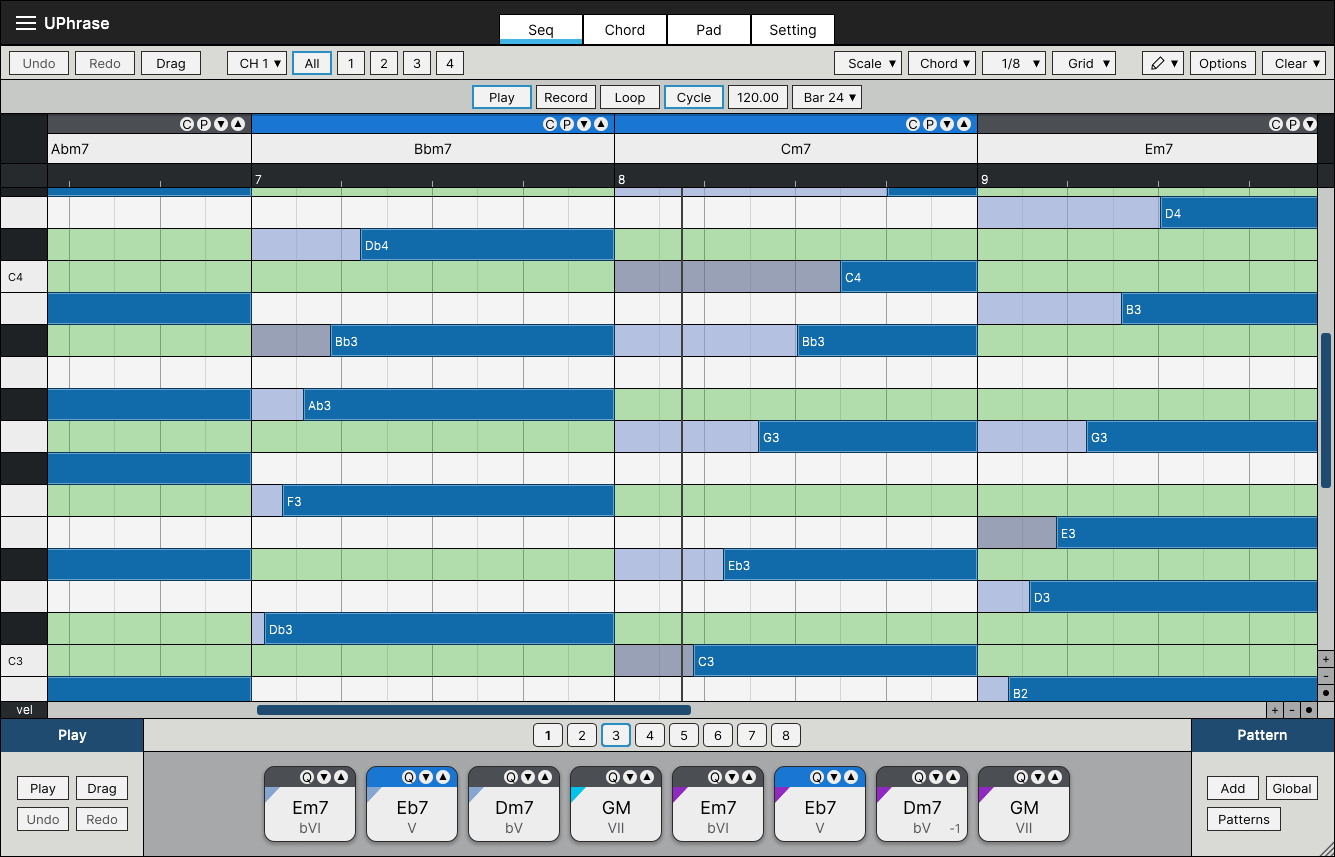 UPhrase
Seq Chord Pad Setting
Undo Redo Drag CH 1 ▾ All 1 2 3 4 Scale ▾ Chord ▾ 1/8 ▾ Grid ▾ ▾ Options Clear ▾
Play Record Loop Cycle 120.00 Bar 24 ▾
C P ▼ ▲ C P ▼ ▲ C P ▼ ▲ C P ▼
Abm7 Bbm7 Cm7 Em7
7 8 9
D4
Db4
C4 C4
B3
Bb3 Bb3
Ab3
G3 G3
F3
E3
Eb3
D3
Db3
C3 C3
+
-
B2
vel + -
Play 1 2 3 4 5 6 7 8 Pattern
Q ▼ ▲ Q ▼ ▲ Q ▼ ▲ Q ▼ ▲ Q ▼ ▲ Q ▼ ▲ Q ▼ ▲ Q ▼ ▲
Play Drag Add Global
Em7 Eb7 Dm7 GM Em7 Eb7 Dm7 GM
Undo Redo Patterns
bVI V bV VII bVI V bV -1 VII